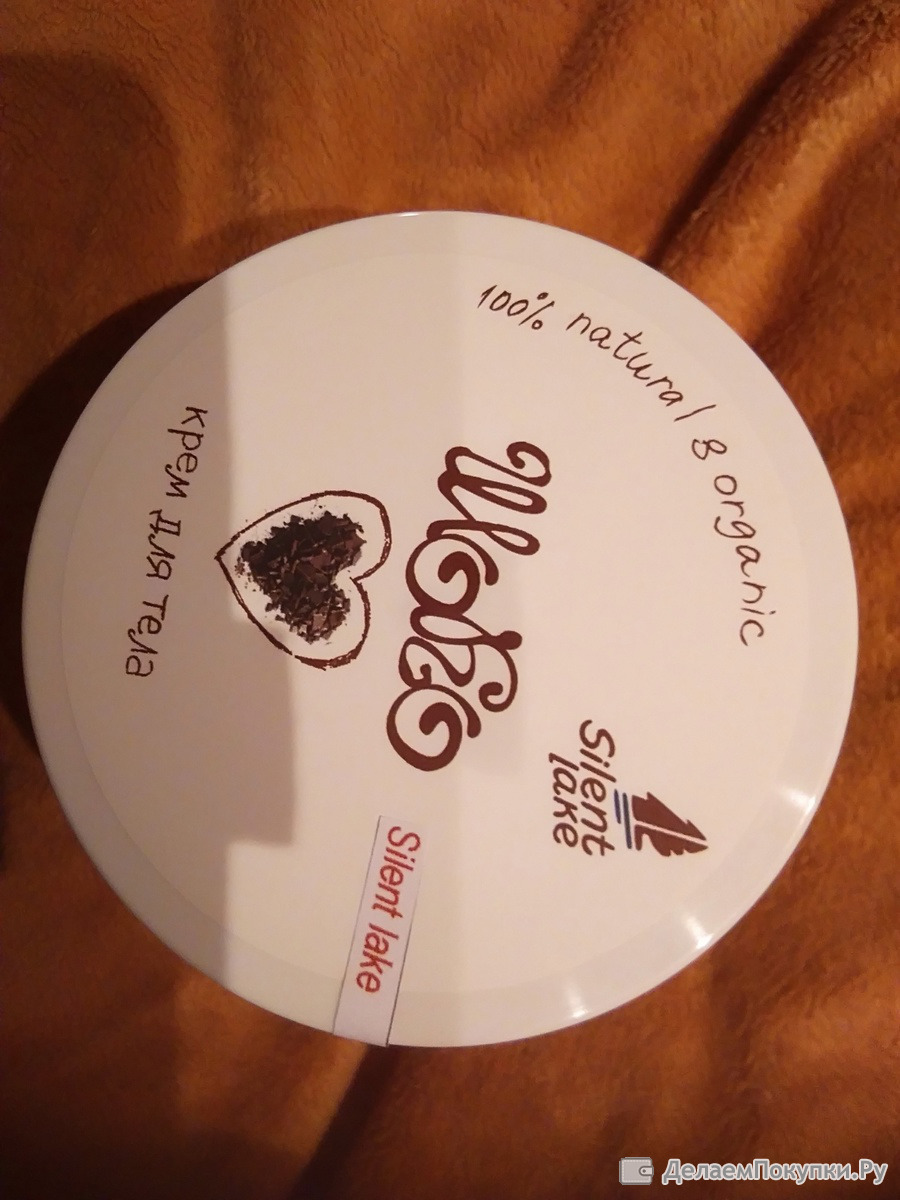 100% natural & organic
Silent
lake
Шоко
крем для тела
Silent lake
ДелаемПокупки.Ру